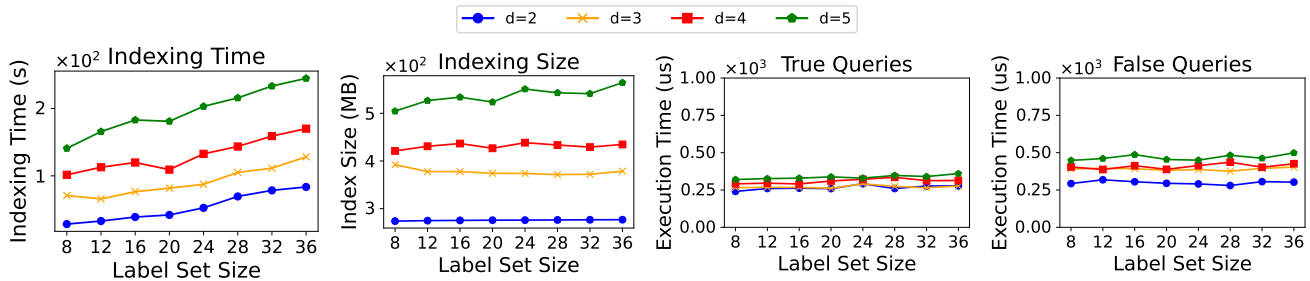 d=2 d=3 d=4 d=5
×10² Indexing Time
Indexing Time (s)
2
1
8 12 16 20 24 28 32 36
Label Set Size
×10² Indexing Size
Index Size (MB)
5
4
3
8 12 16 20 24 28 32 36
Label Set Size
×10³ True Queries
Execution Time (us)
1.00
0.75
0.50
0.25
0.00
8 12 16 20 24 28 32 36
Label Set Size
×10³ False Queries
Execution Time (us)
1.00
0.75
0.50
0.25
0.00
8 12 16 20 24 28 32 36
Label Set Size